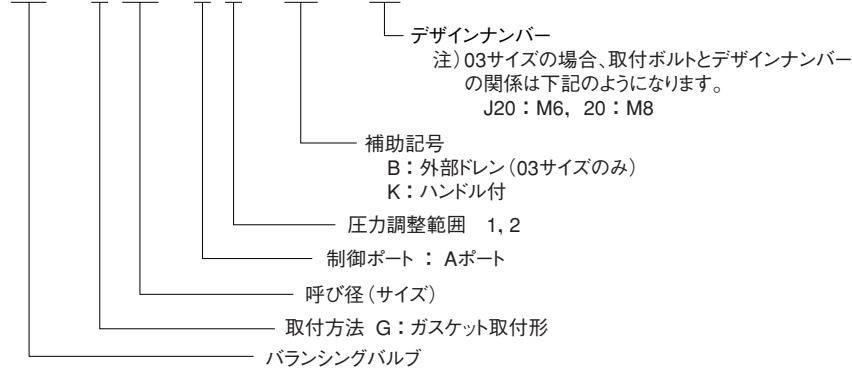 デザインナンバー
注）03サイズの場合、取付ボルトとデザインナンバー
の関係は下記のようになります。
J20：M6, 20：M8
補助記号
B：外部ドレン（03サイズのみ）
K：ハンドル付
圧力調整範囲 1, 2
制御ポート：Aポート
呼び径（サイズ）
取付方法 G：ガスケット取付形
バランシングバルブ